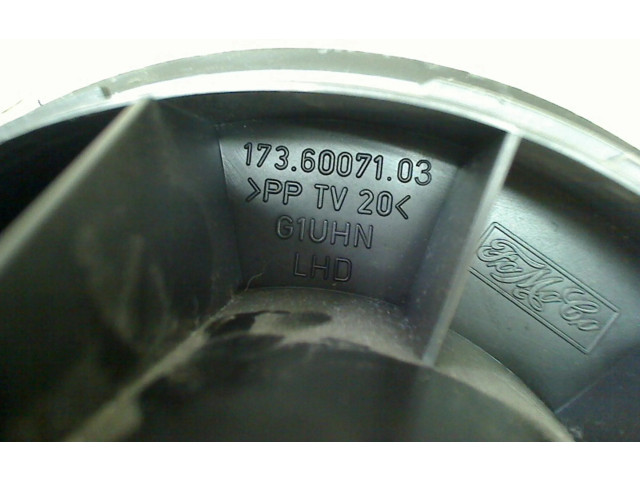 173.60071.03
>PP TV 20<
G1UHN
LHD
FoMoCo